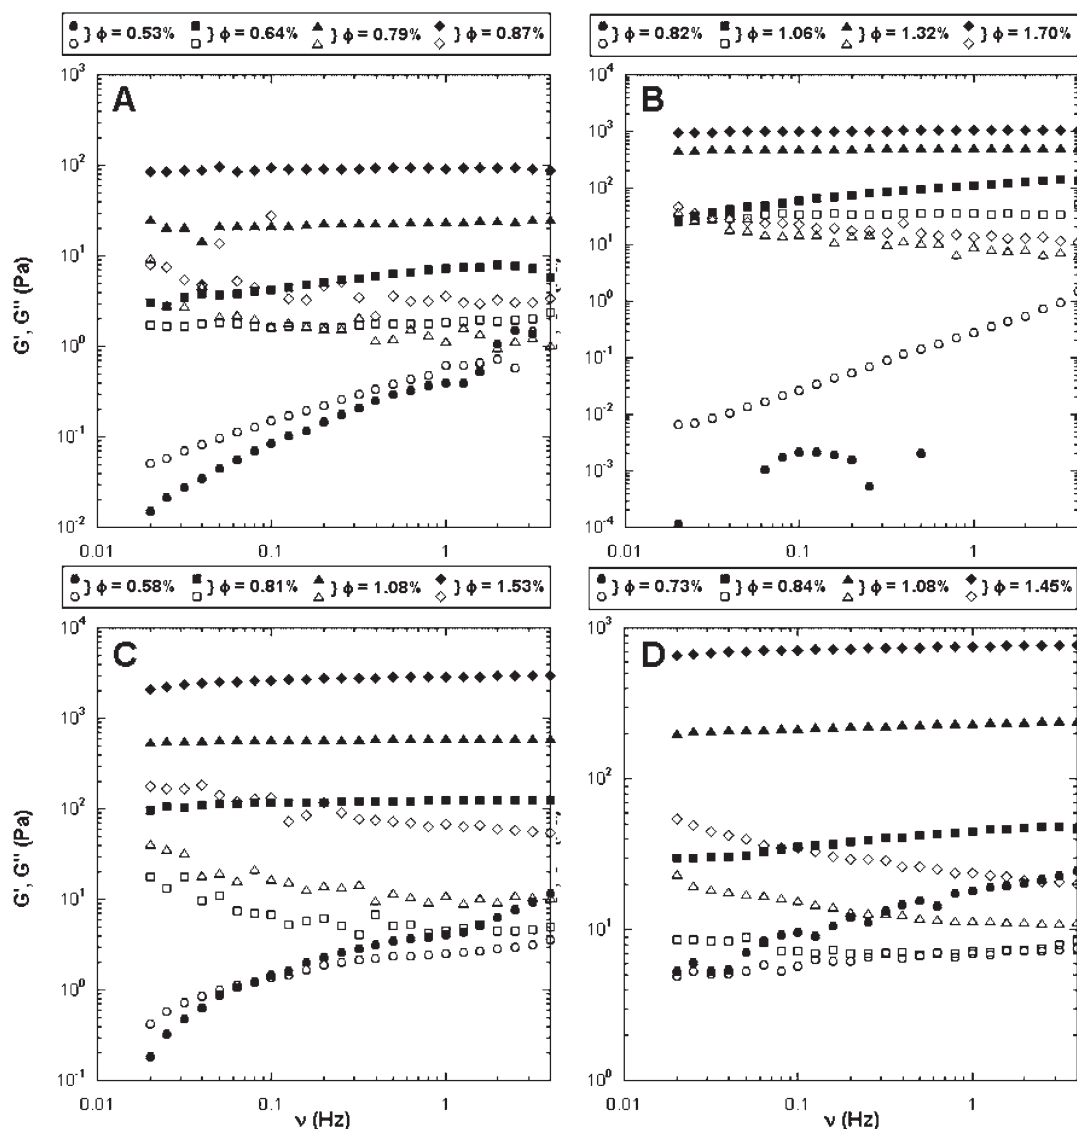 } ϕ = 0.53% } ϕ = 0.64% } ϕ = 0.79% } ϕ = 0.87%
} ϕ = 0.82% } ϕ = 1.06% } ϕ = 1.32% } ϕ = 1.70%
A
10³
10²
10¹
10⁰
10⁻¹
10⁻²
G', G'' (Pa)
0.01 0.1 1
B
10⁴
10³
10²
10¹
10⁰
10⁻¹
10⁻²
10⁻³
10⁻⁴
0.01 0.1 1
} ϕ = 0.58% } ϕ = 0.81% } ϕ = 1.08% } ϕ = 1.53%
} ϕ = 0.73% } ϕ = 0.84% } ϕ = 1.08% } ϕ = 1.45%
C
10⁴
10³
10²
10¹
10⁰
10⁻¹
G', G'' (Pa)
0.01 0.1 1
ν (Hz)
D
10³
10²
10¹
10⁰
0.01 0.1 1
ν (Hz)